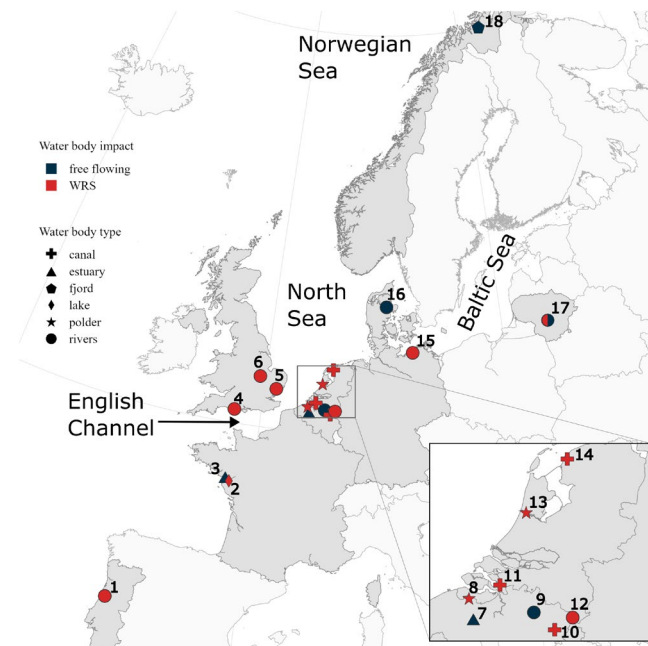 18
Norwegian
Sea
Water body impact
free flowing
WRS
Water body type
canal
estuary
fjord
lake
polder
rivers
North
Sea
16
Baltic Sea
17
15
6
5
4
English
Channel
3
2
1
14
13
11
8
7
9
12
10